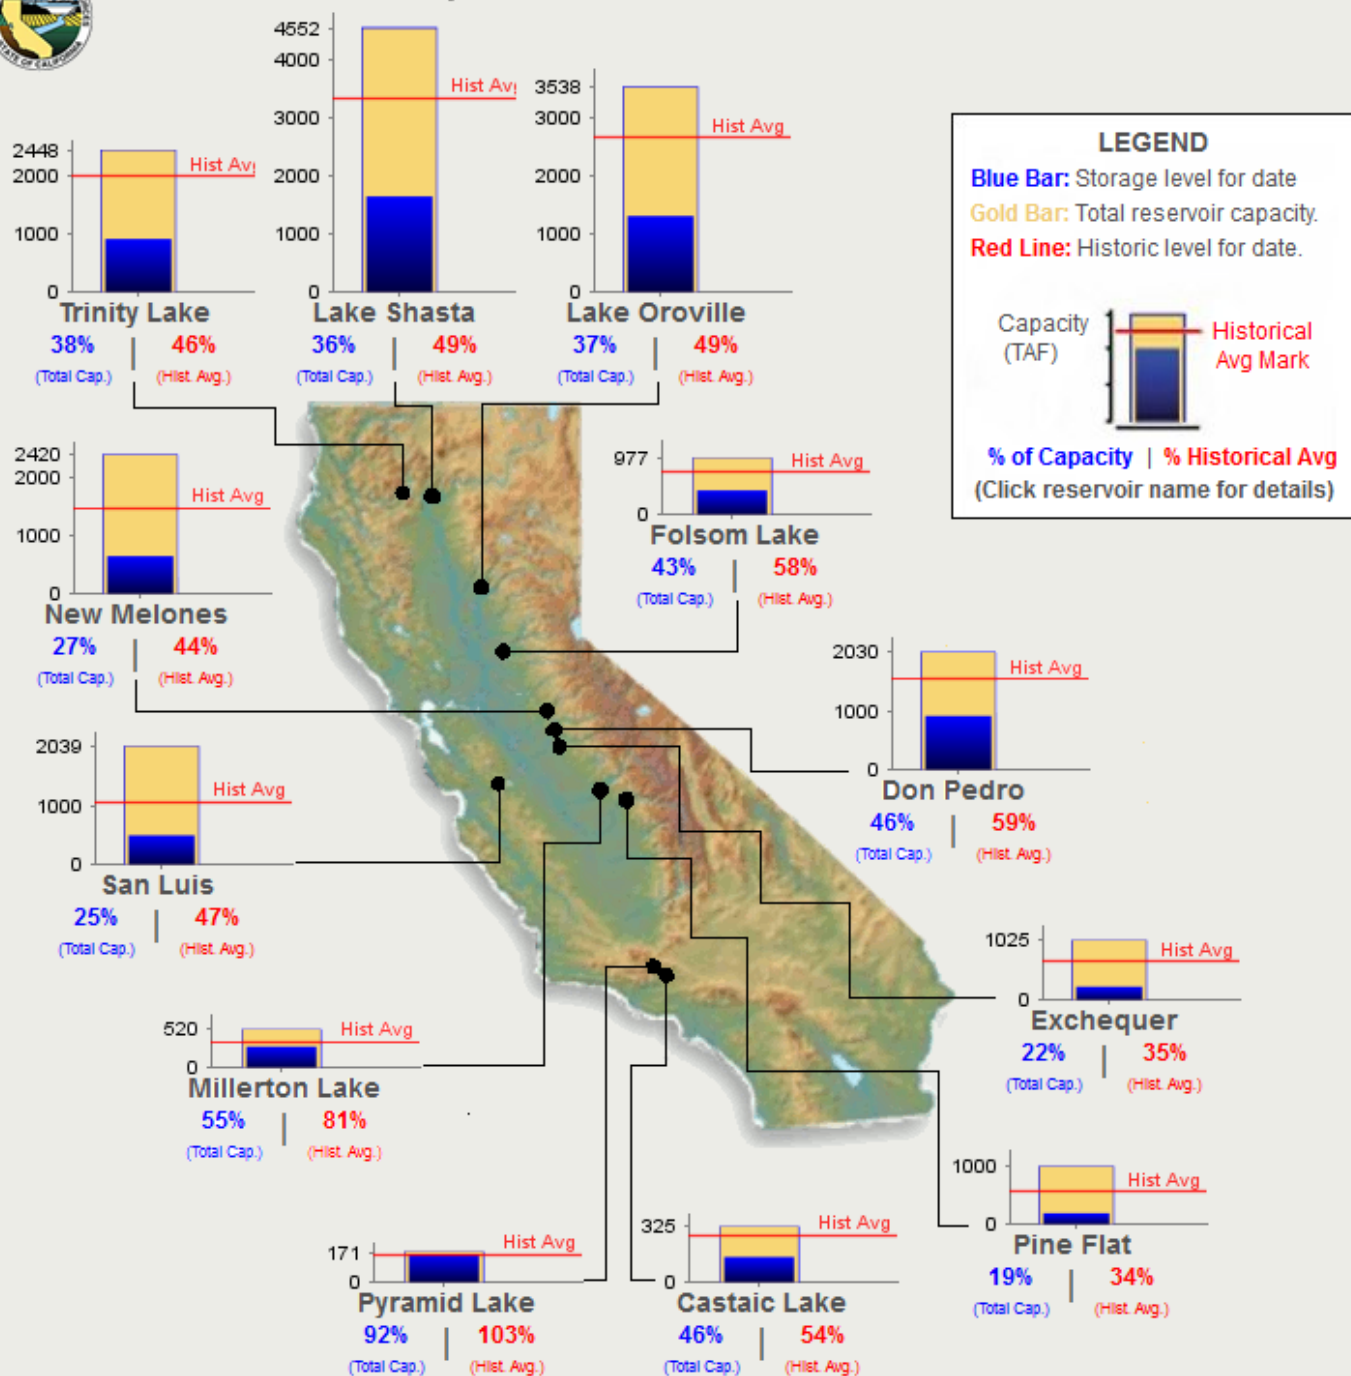 STATE OF CALIFORNIA
4552
4000
3000
2000
1000
0
Hist Avg
Lake Shasta
36% | 49%
(Total Cap.) (Hist. Avg.)
3538
3000
2000
1000
0
Hist Avg
Lake Oroville
37% | 49%
(Total Cap.) (Hist. Avg.)
2448
2000
1000
0
Hist Avg
Trinity Lake
38% | 46%
(Total Cap.) (Hist. Avg.)
LEGEND
Blue Bar: Storage level for date
Gold Bar: Total reservoir capacity.
Red Line: Historic level for date.
Capacity
(TAF)
Historical
Avg Mark
% of Capacity | % Historical Avg
(Click reservoir name for details)
2420
2000
1000
0
Hist Avg
New Melones
27% | 44%
(Total Cap.) (Hist. Avg.)
977
0
Hist Avg
Folsom Lake
43% | 58%
(Total Cap.) (Hist. Avg.)
2030
1000
0
Hist Avg
Don Pedro
46% | 59%
(Total Cap.) (Hist. Avg.)
2039
1000
0
Hist Avg
San Luis
25% | 47%
(Total Cap.) (Hist. Avg.)
1025
0
Hist Avg
Exchequer
22% | 35%
(Total Cap.) (Hist. Avg.)
520
0
Hist Avg
Millerton Lake
55% | 81%
(Total Cap.) (Hist. Avg.)
1000
0
Hist Avg
Pine Flat
19% | 34%
(Total Cap.) (Hist. Avg.)
171
0
Hist Avg
Pyramid Lake
92% | 103%
(Total Cap.) (Hist. Avg.)
325
0
Hist Avg
Castaic Lake
46% | 54%
(Total Cap.) (Hist. Avg.)